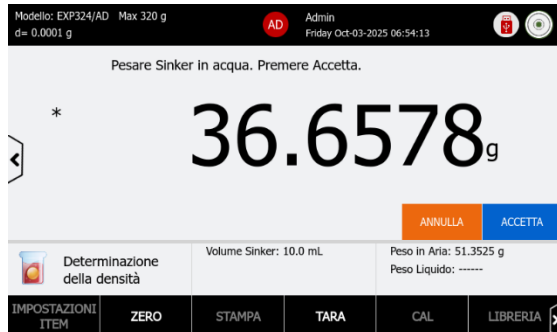 Modello: EXP324/AD Max 320 g
d= 0.0001 g
AD
Admin
Friday Oct-03-2025 06:54:13
Pesare Sinker in acqua. Premere Accetta.
*
36.6578 g
ANNULLA
ACCETTA
Determinazione
della densità
Volume Sinker: 10.0 mL
Peso in Aria: 51.3525 g
Peso Liquido: ------
IMPOSTAZIONI
ITEM
ZERO
STAMPA
TARA
CAL
LIBRERIA